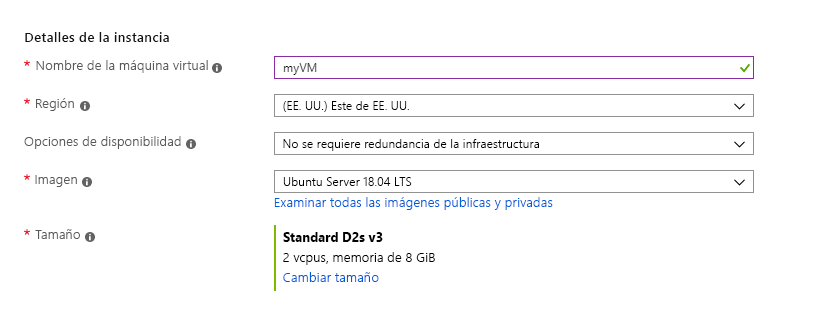 Detalles de la instancia
* Nombre de la máquina virtual
myVM
* Región
(EE. UU.) Este de EE. UU.
Opciones de disponibilidad
No se requiere redundancia de la infraestructura
* Imagen
Ubuntu Server 18.04 LTS
Examinar todas las imágenes públicas y privadas
* Tamaño
Standard D2s v3
2 vcpus, memoria de 8 GiB
Cambiar tamaño